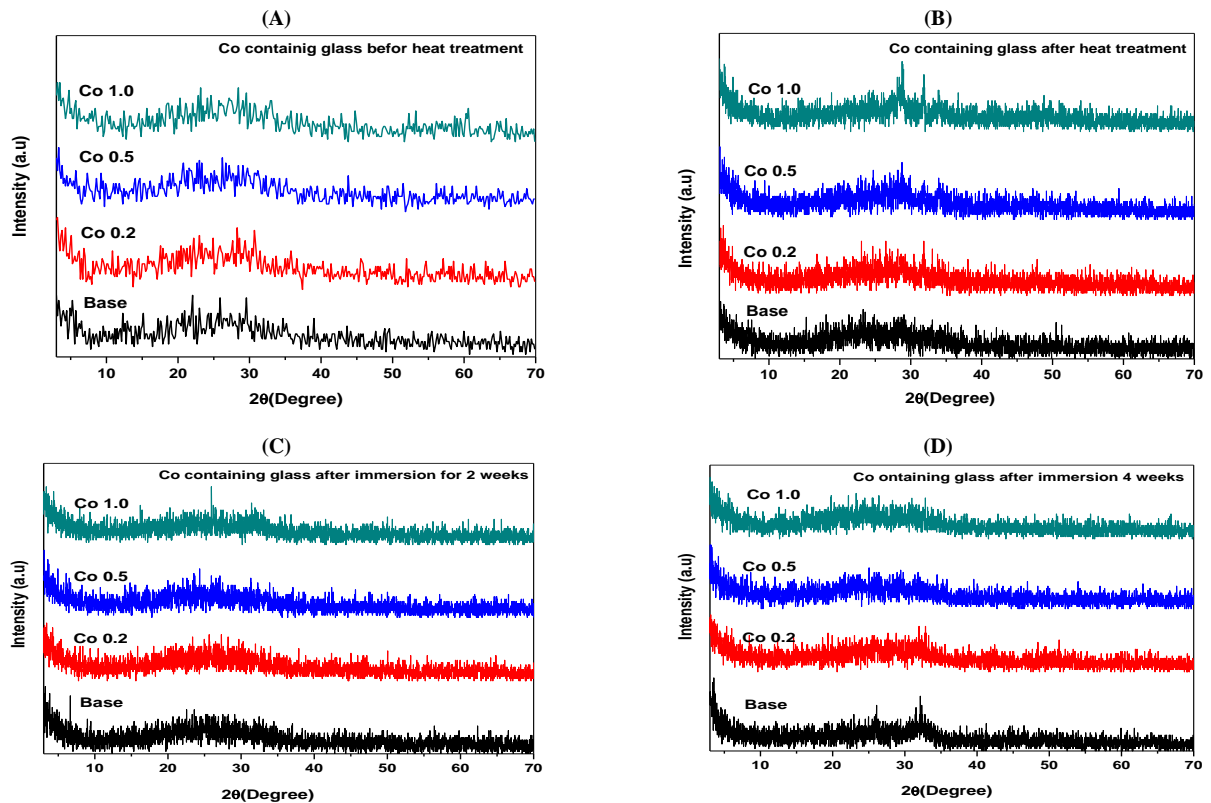 (A)
Co containig glass befor heat treatment
Co 1.0
Co 0.5
Co 0.2
Base
Intensity (a.u)
10 20 30 40 50 60 70
2θ(Degree)
(B)
Co containing glass after heat treatment
Co 1.0
Co 0.5
Co 0.2
Base
Intensity (a.u)
10 20 30 40 50 60 70
2θ(Degree)
(C)
Co containing glass after immersion for 2 weeks
Co 1.0
Co 0.5
Co 0.2
Base
Intensity (a.u)
10 20 30 40 50 60 70
2θ(Degree)
(D)
Co ontaining glass after immersion 4 weeks
Co 1.0
Co 0.5
Co 0.2
Base
Intensity (a.u)
10 20 30 40 50 60 70
2θ(Degree)